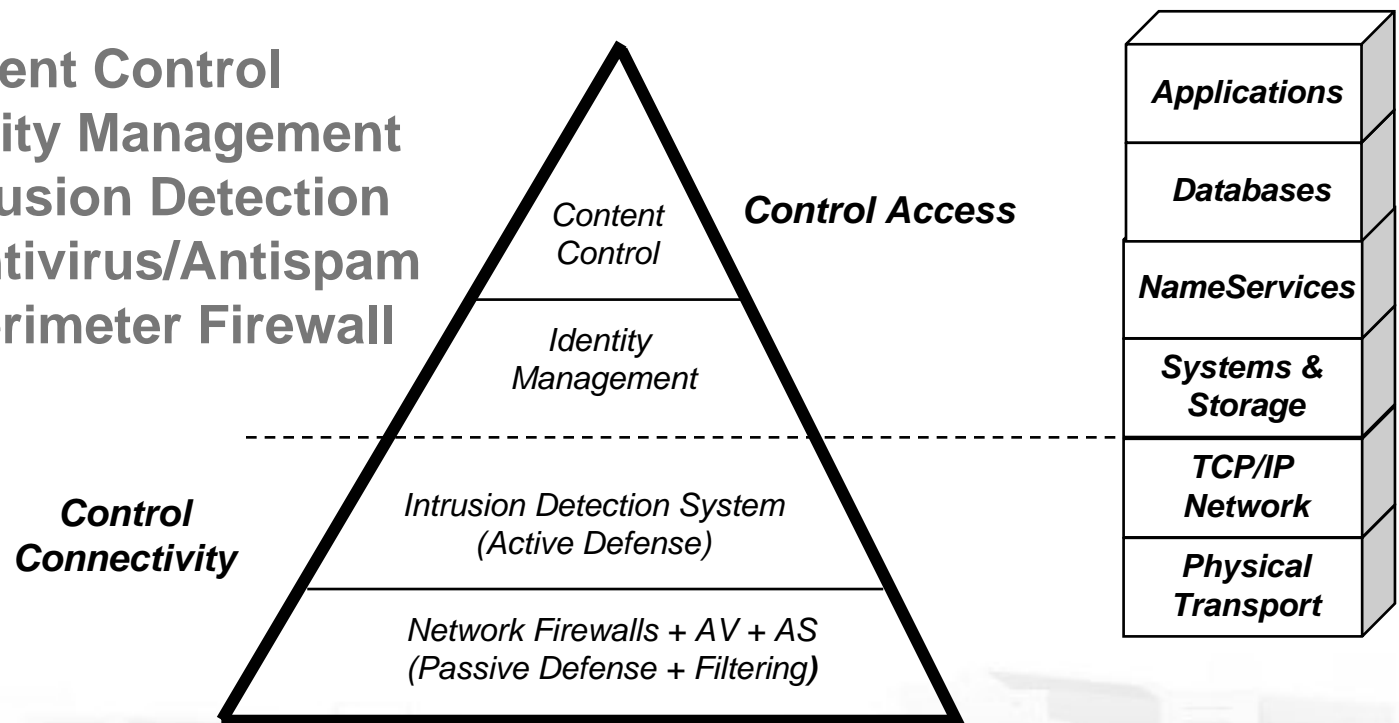 ent Control
ity Management
usion Detection
tivirus/Antispam
rimeter Firewall
Content
Control
Control Access
Identity
Management
Control
Connectivity
Intrusion Detection System
(Active Defense)
Network Firewalls + AV + AS
(Passive Defense + Filtering)
Applications
Databases
NameServices
Systems &
Storage
TCP/IP
Network
Physical
Transport